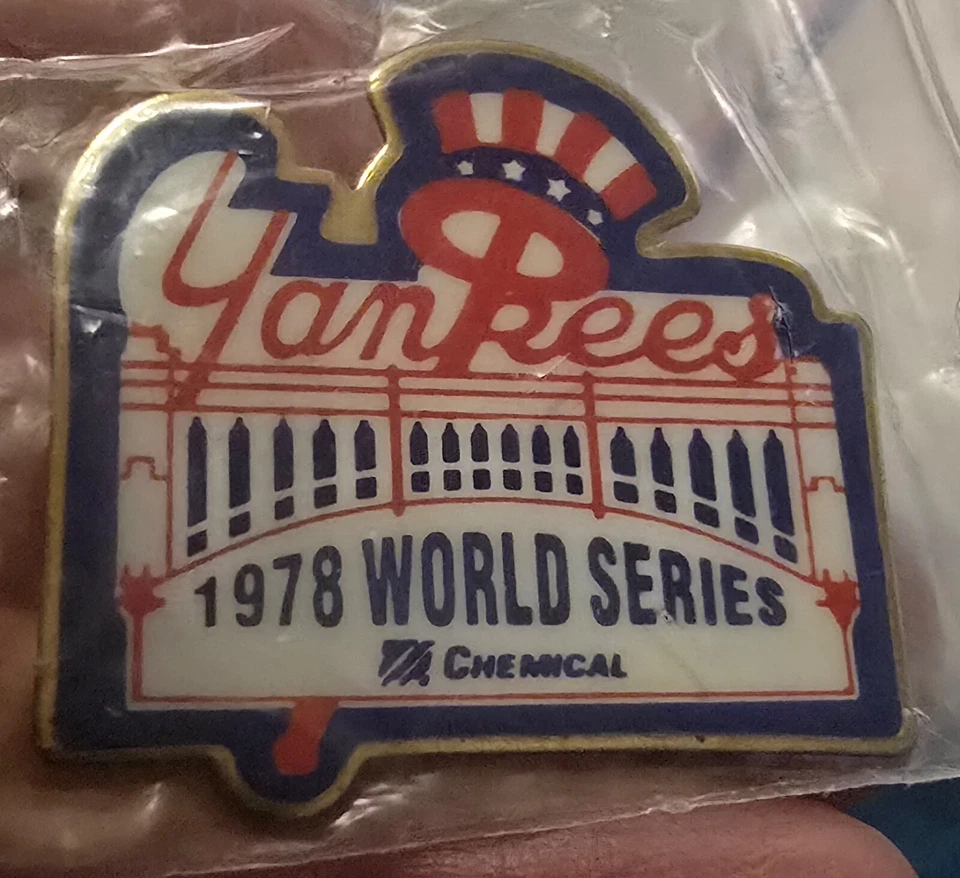 Yankees
1978 WORLD SERIES
CHEMICAL